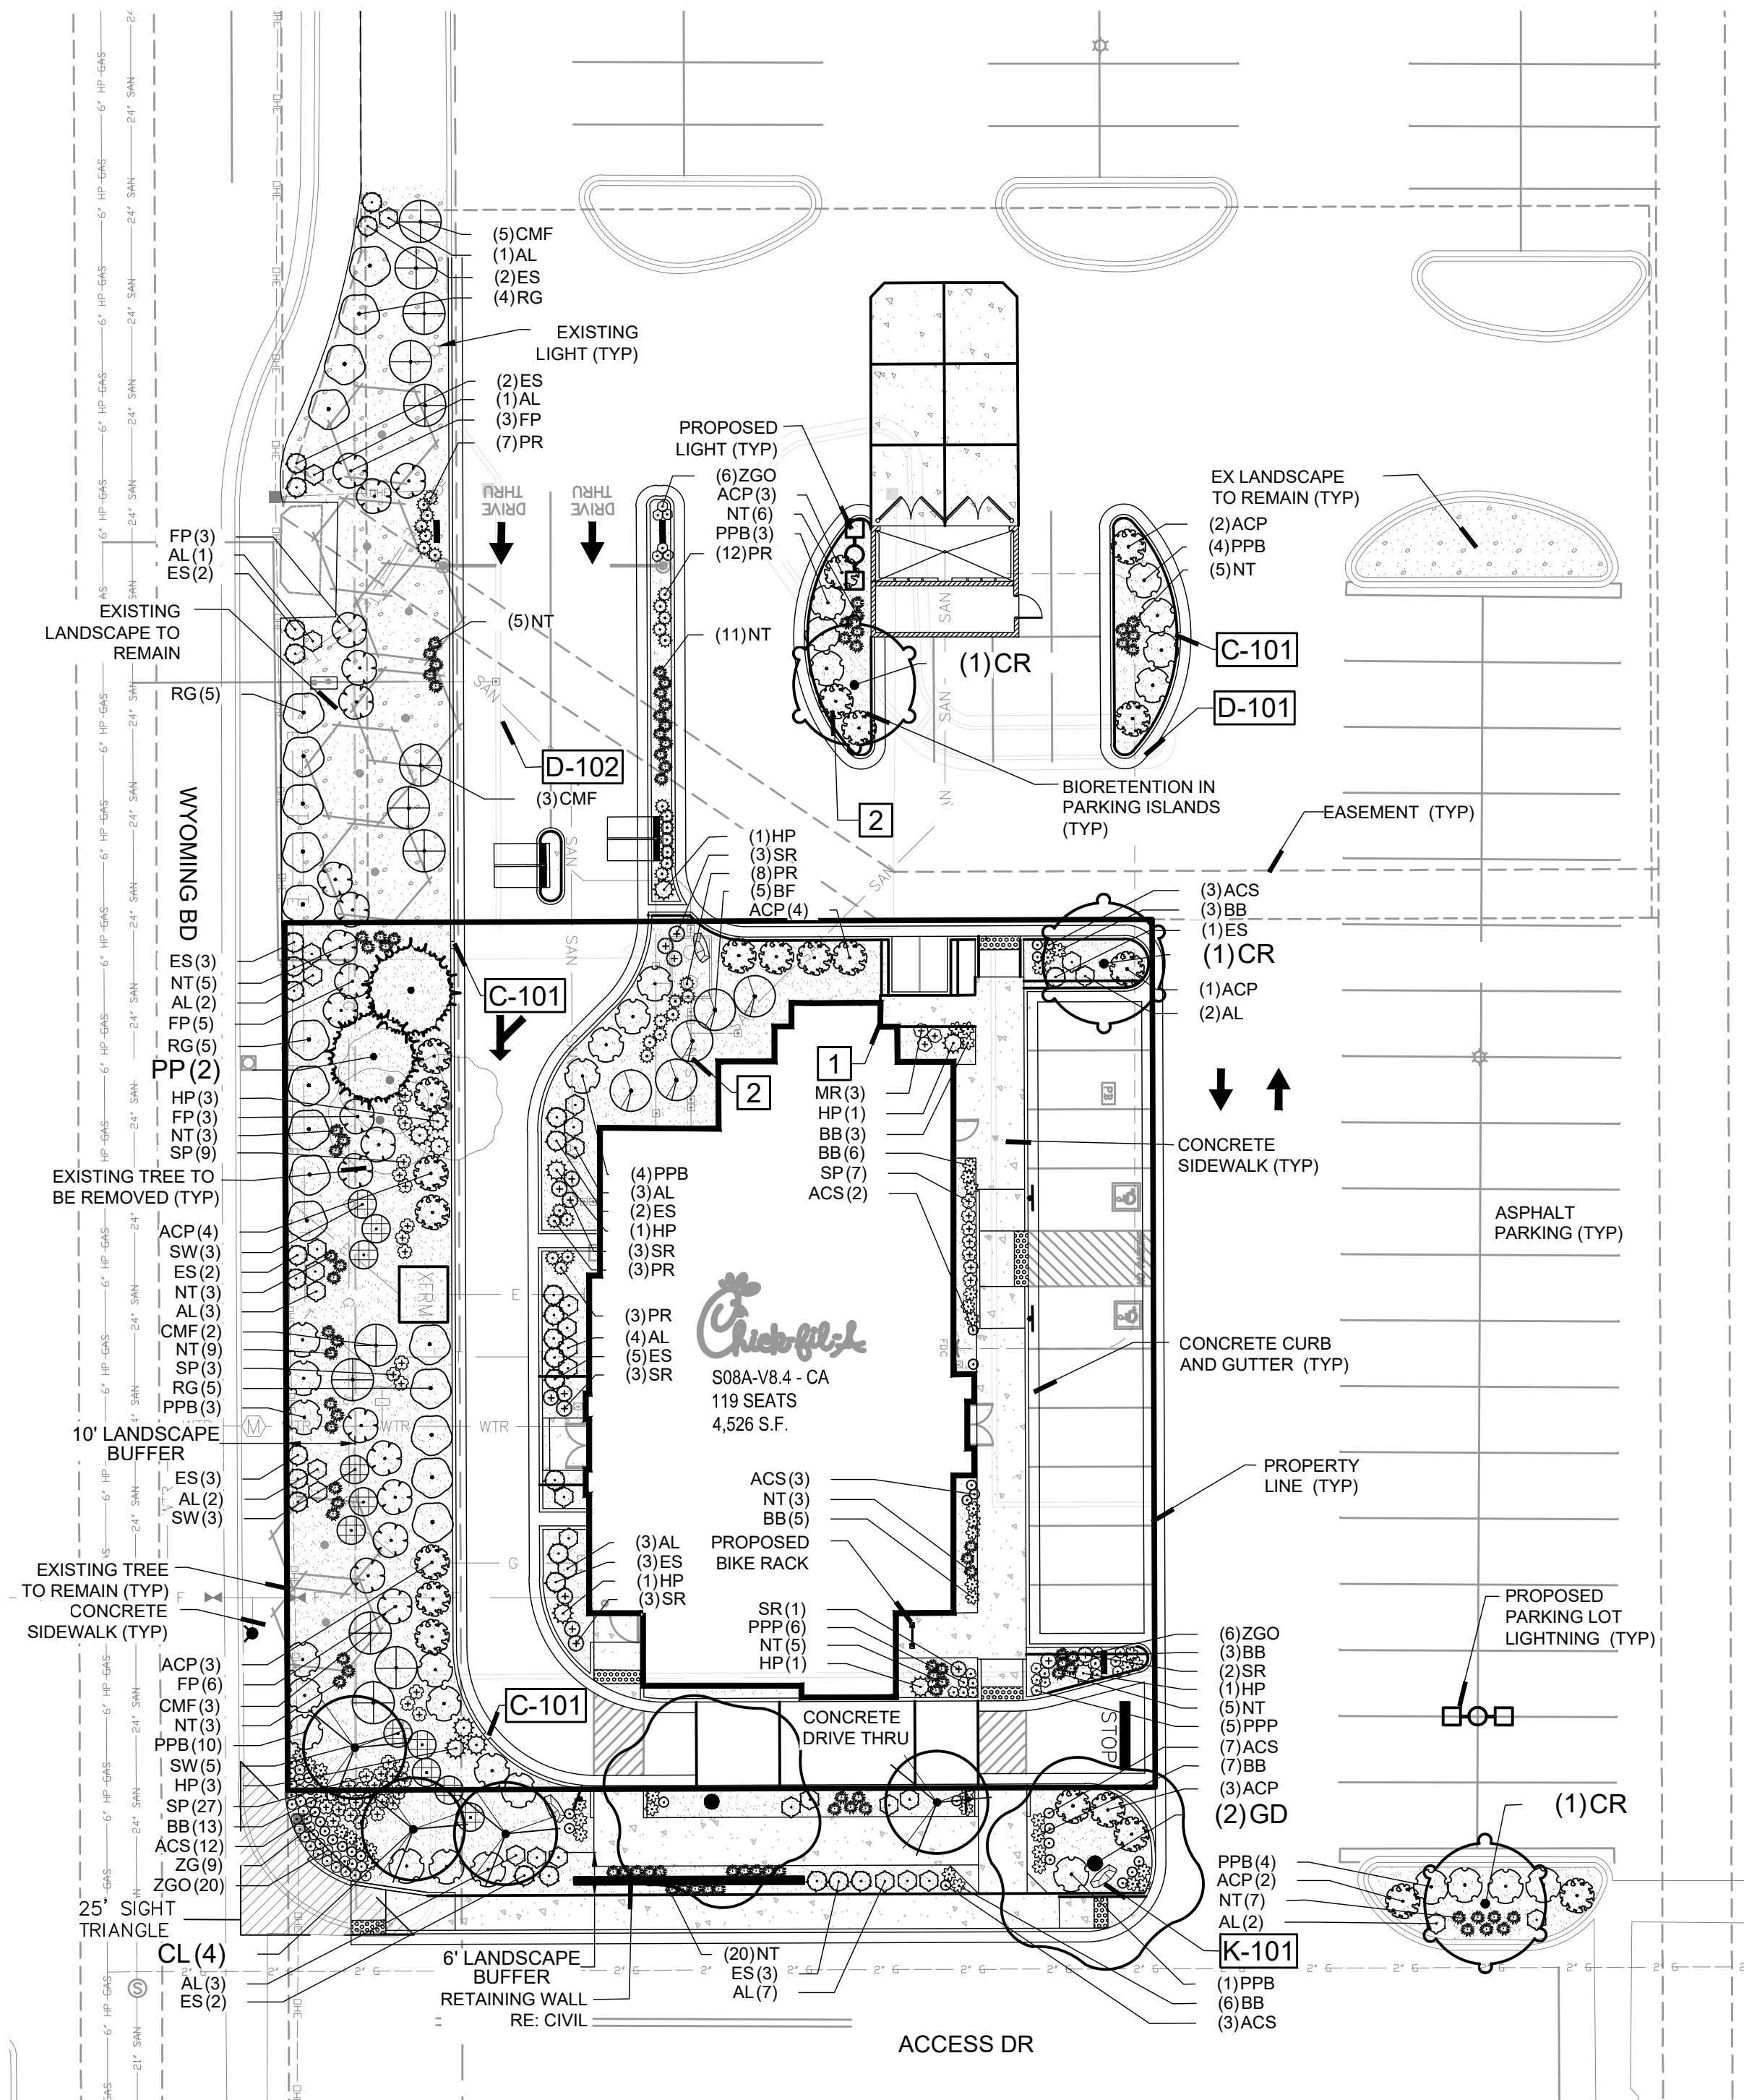 (5)CMF
(1)AL
(2)ES
(4)RG
EXISTING
LIGHT (TYP)
(2)ES
(1)AL
(3)FP
(7)PR
PROPOSED
LIGHT (TYP)
(6)ZGO
ACP(3)
NT(6)
PPB(3)
(12)PR
(11)NT
EX LANDSCAPE
TO REMAIN (TYP)
(2)ACP
(4)PPB
(5)NT
C-101
D-101
(1)CR
DRIVE
THRU
DRIVE
THRU
FP(3)
AL(1)
ES(2)
EXISTING
LANDSCAPE TO
REMAIN
(5)NT
RG(5)
D-102
(3)CMF
WYOMING BD
BIORETENTION IN
PARKING ISLANDS
(TYP)
2
EASEMENT (TYP)
(1)HP
(3)SR
(8)PR
(5)BF
ACP(4)
(3)ACS
(3)BB
(1)ES
(1)CR
(1)ACP
(2)AL
ES(3)
NT(5)
AL(2)
FP(5)
RG(5)
PP(2)
HP(3)
FP(3)
NT(3)
SP(9)
EXISTING TREE TO
BE REMOVED (TYP)
C-101
2
1
MR(3)
HP(1)
BB(3)
BB(6)
SP(7)
ACS(2)
CONCRETE
SIDEWALK (TYP)
(4)PPB
(3)AL
(2)ES
(1)HP
(3)SR
(3)PR
ASPHALT
PARKING (TYP)
ACP(4)
SW(3)
ES(2)
NT(3)
AL(3)
CMF(2)
NT(9)
SP(3)
RG(5)
PPB(3)
10' LANDSCAPE
BUFFER
XFERM
(3)PR
(4)AL
(5)ES
(3)SR
Chick-fil-A
S08A-V8.4 - CA
119 SEATS
4,526 S.F.
CONCRETE CURB
AND GUTTER (TYP)
ES(3)
AL(2)
SW(3)
ACS(3)
NT(3)
BB(5)
PROPOSED
BIKE RACK
PROPERTY
LINE (TYP)
(3)AL
(3)ES
(1)HP
(3)SR
EXISTING TREE
TO REMAIN (TYP)
CONCRETE
SIDEWALK (TYP)
SR(1)
PPP(6)
NT(5)
HP(1)
PROPOSED
PARKING LOT
LIGHTNING (TYP)
ACP(3)
FP(6)
CMF(3)
NT(3)
PPB(10)
SW(5)
HP(3)
SP(27)
BB(13)
ACS(12)
ZG(9)
ZGO(20)
25' SIGHT
TRIANGLE
CL(4)
AL(3)
ES(2)
C-101
CONCRETE
DRIVE THRU
STOP
(6)ZGO
(3)BB
(2)SR
(1)HP
(5)NT
(5)PPP
(7)ACS
(7)BB
(3)ACP
(2)GD
(1)CR
PPB(4)
ACP(2)
NT(7)
AL(2)
K-101
(1)PPB
(6)BB
(3)ACS
6' LANDSCAPE
BUFFER
RETAINING WALL
RE: CIVIL
(20)NT
ES(3)
AL(7)
ACCESS DR
6" HP GAS
24" SAN
21" SAN
OHE
SAN
WTR
2" G
FDC
E
G
F
M
S